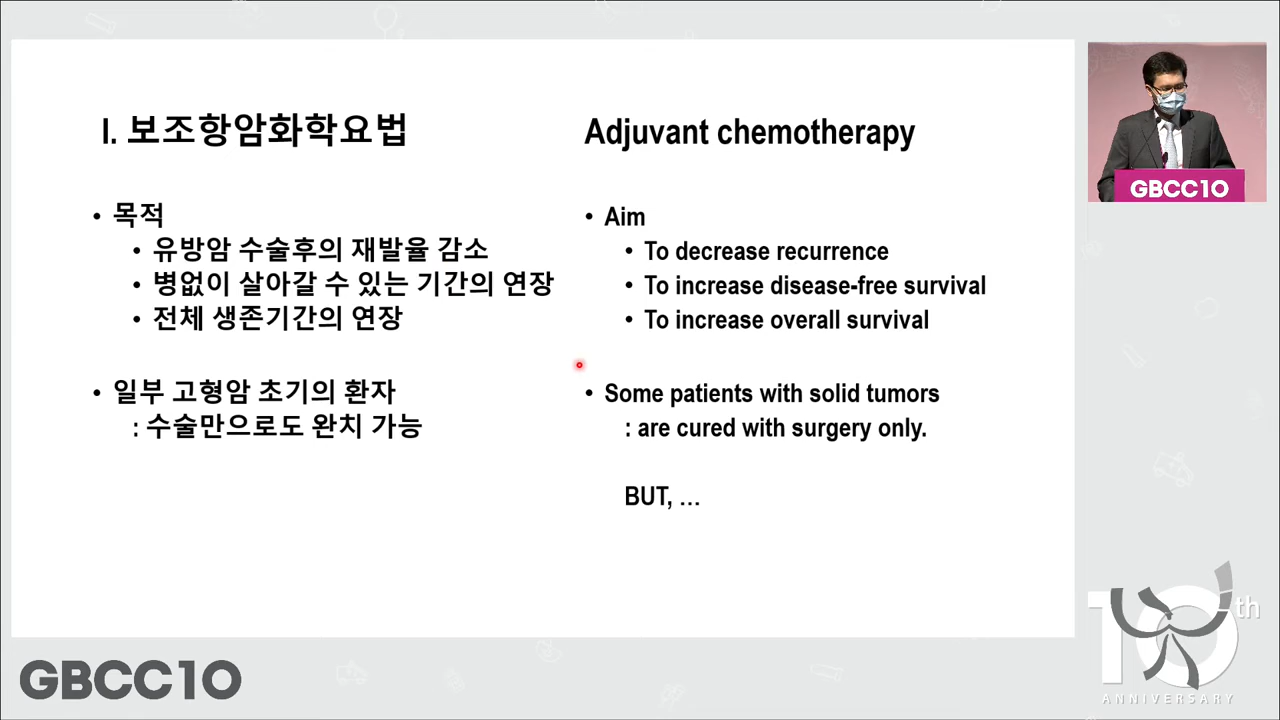 I. 보조항암화학요법
• 목적
• 유방암 수술후의 재발율 감소
• 병없이 살아갈 수 있는 기간의 연장
• 전체 생존기간의 연장
• 일부 고형암 초기의 환자
: 수술만으로도 완치 가능
Adjuvant chemotherapy
• Aim
• To decrease recurrence
• To increase disease-free survival
• To increase overall survival
• Some patients with solid tumors
: are cured with surgery only.
BUT, …
GBCC10
GBCC10
10th
ANNIVERSARY